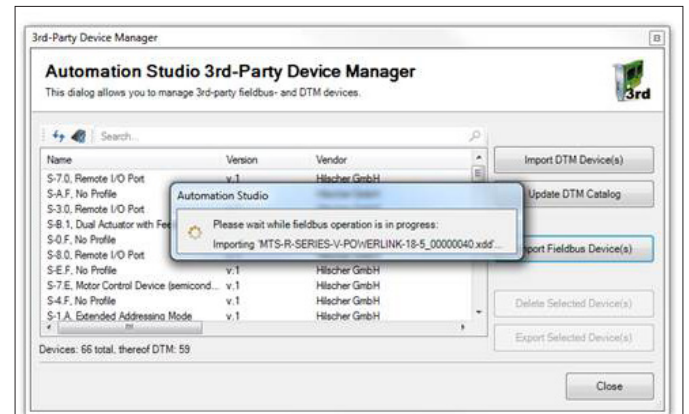 3rd-Party Device Manager
Automation Studio 3rd-Party Device Manager
This dialog allows you to manage 3rd-party fieldbus- and DTM devices.
3rd
Search...
Name Version Vendor
S-7.0, Remote I/O Port v.1 Hilscher GmbH
S-A.F, No Profile
S-3.0, Remote I/O Port
S-B.1, Dual Actuator with
S-0.F, No Profile
S-8.0, Remote I/O Port
S-E.F, No Profile v.1 Hilscher GmbH
S-7.E, Motor Control Device (semicond... v.1 Hilscher GmbH
S-4.F, No Profile v.1 Hilscher GmbH
S-1.A, Extended Addressing Mode v.1 Hilscher GmbH
Devices: 66 total, thereof DTM: 59
Automation Studio
Please wait while fieldbus operation is in progress:
Importing 'MTS-R-SERIES-V-POWERLINK-18-5_00000040.xdd'...
Import DTM Device(s)
Update DTM Catalog
Fieldbus Device(s)
Delete Selected Device(s)
Export Selected Device(s)
Close